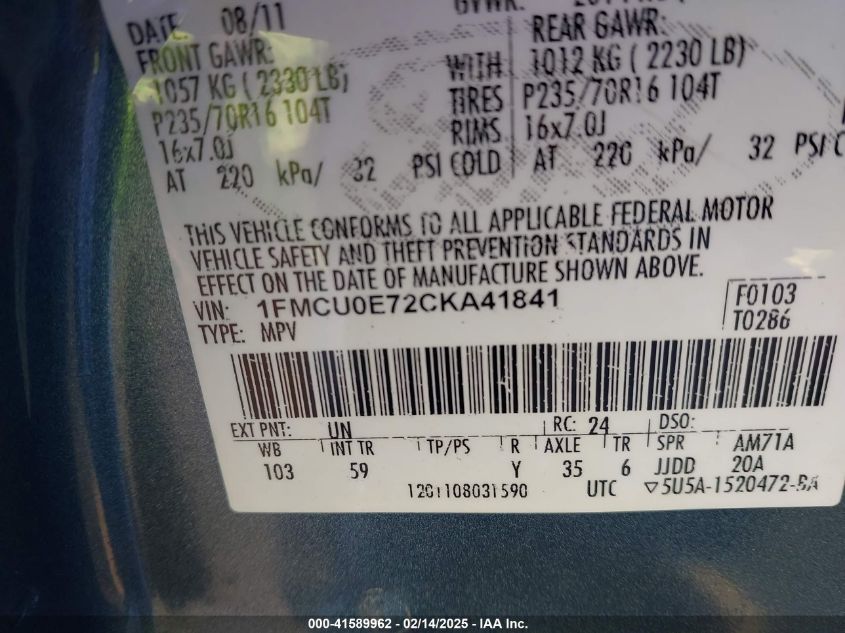 DATE: 08/11 GVWR:
FRONT GAWR: REAR GAWR:
1057 KG ( 2330 LB) WITH 1012 KG ( 2230 LB)
P235/70R16 104T TIRES P235/70R16 104T
16x7.0J RIMS 16x7.0J
AT 220 kPa/ 32 PSI COLD AT 220 kPa/ 32 PSI C
THIS VEHICLE CONFORMS TO ALL APPLICABLE FEDERAL MOTOR
VEHICLE SAFETY AND THEFT PREVENTION STANDARDS IN
EFFECT ON THE DATE OF MANUFACTURE SHOWN ABOVE.
VIN: 1FMCU0E72CKA41841 F0103
TYPE: MPV T0286
EXT PNT: UN RC: 24 DSO:
WB INT TR TP/PS R AXLE TR SPR AM71A
103 59 Y 35 6 JJDD 20A
1201108031590 UTC ▽5U5A-1520472-BA
000-41589962 - 02/14/2025 - IAA Inc.